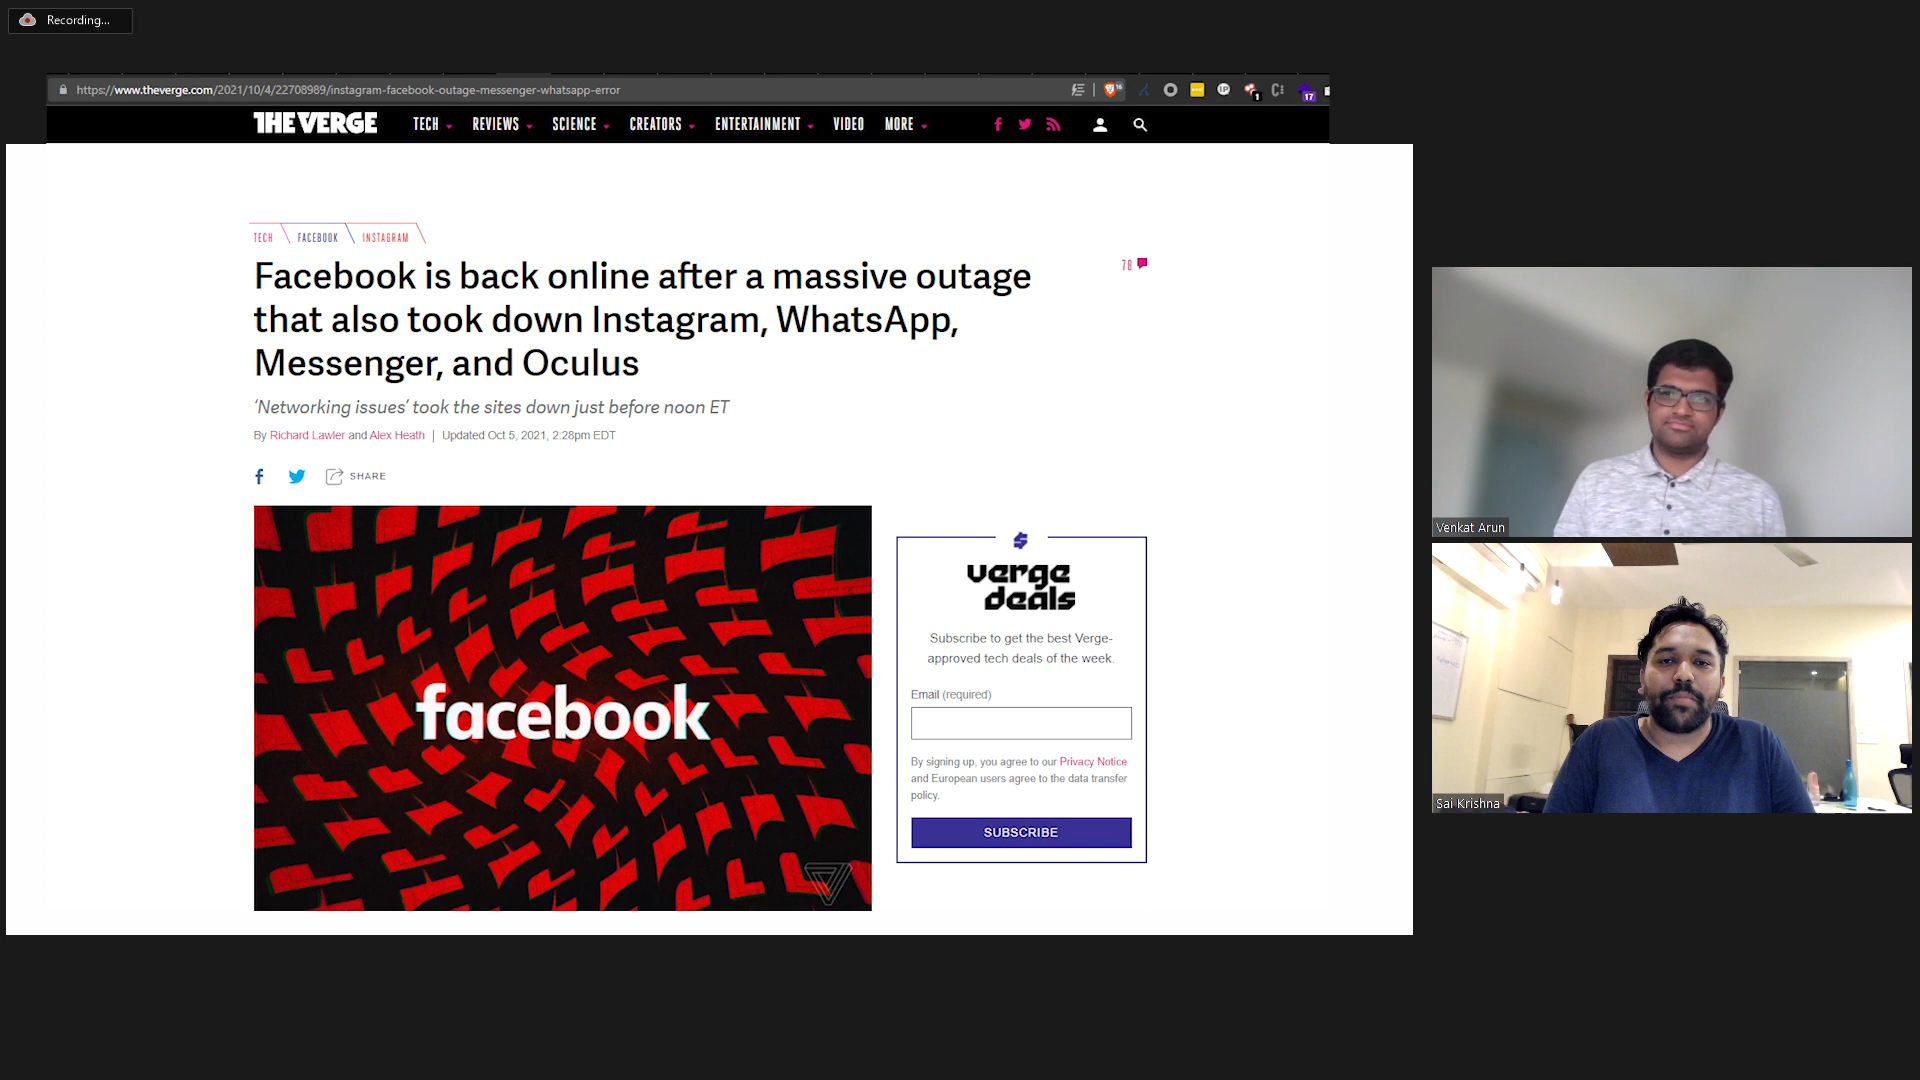 Recording...
https://www.theverge.com/2021/10/4/22708989/instagram-facebook-outage-messenger-whatsapp-error
16
1
17
THE VERGE
TECH REVIEWS SCIENCE CREATORS ENTERTAINMENT VIDEO MORE
TECH FACEBOOK INSTAGRAM
Facebook is back online after a massive outage
that also took down Instagram, WhatsApp,
Messenger, and Oculus
78
‘Networking issues’ took the sites down just before noon ET
By Richard Lawler and Alex Heath | Updated Oct 5, 2021, 2:28pm EDT
SHARE
facebook
verge
deals
Subscribe to get the best Verge-
approved tech deals of the week.
Email (required)
By signing up, you agree to our Privacy Notice
and European users agree to the data transfer
policy.
SUBSCRIBE
Venkat Arun
Sai Krishna